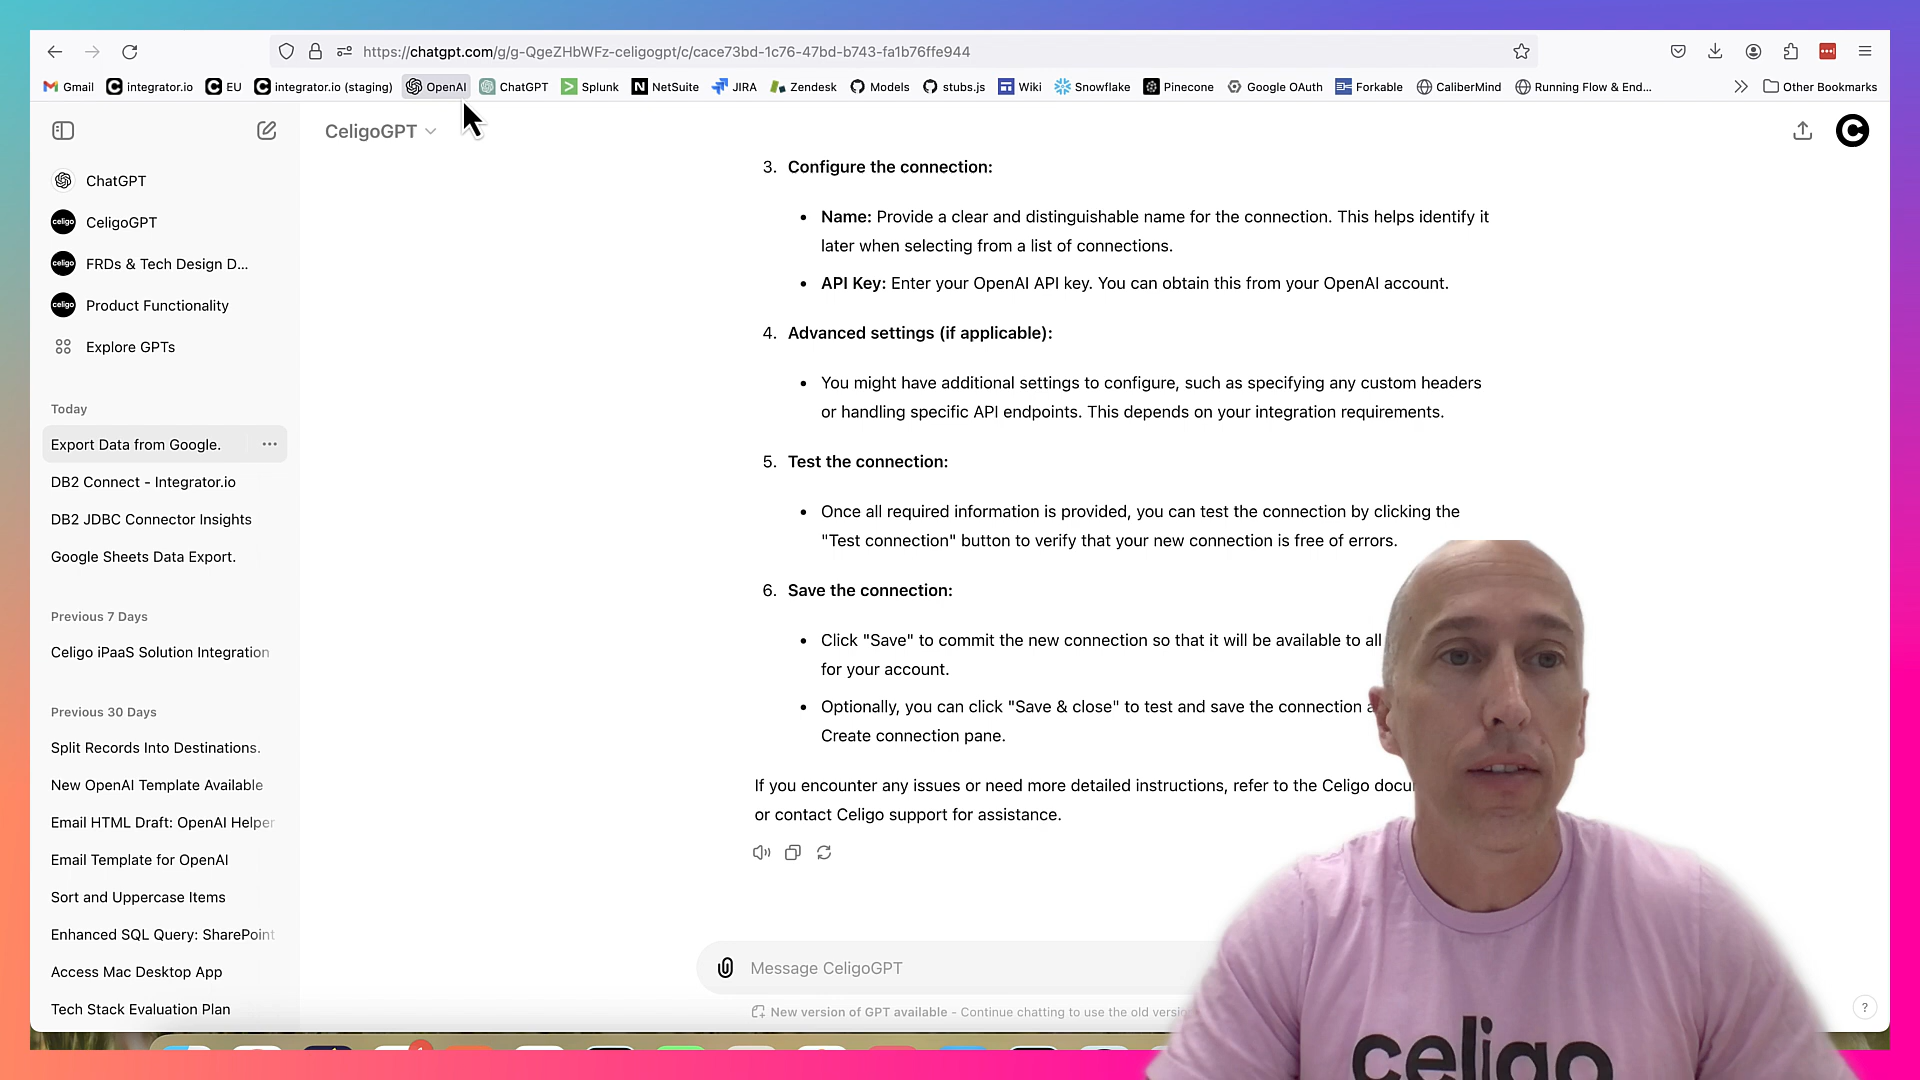 https://chatgpt.com/g/g-QgeZHbWFz-celigogpt/c/cace73bd-1c76-47bd-b743-fa1b76ffe944
Gmail integrator.io EU integrator.io (staging) OpenAI ChatGPT Splunk NetSuite JIRA Zendesk Models stubs.js Wiki Snowflake Pinecone Google OAuth Forkable CaliberMind Running Flow & End... Other Bookmarks
CeligoGPT
C
ChatGPT
celigo CeligoGPT
celigo FRDs & Tech Design D...
celigo Product Functionality
Explore GPTs
Today
Export Data from Google.
DB2 Connect - Integrator.io
DB2 JDBC Connector Insights
Google Sheets Data Export.
Previous 7 Days
Celigo iPaaS Solution Integration
Previous 30 Days
Split Records Into Destinations.
New OpenAI Template Available
Email HTML Draft: OpenAI Helper
Email Template for OpenAI
Sort and Uppercase Items
Enhanced SQL Query: SharePoint
Access Mac Desktop App
Tech Stack Evaluation Plan
3. Configure the connection:
• Name: Provide a clear and distinguishable name for the connection. This helps identify it
later when selecting from a list of connections.
• API Key: Enter your OpenAI API key. You can obtain this from your OpenAI account.
4. Advanced settings (if applicable):
• You might have additional settings to configure, such as specifying any custom headers
or handling specific API endpoints. This depends on your integration requirements.
5. Test the connection:
• Once all required information is provided, you can test the connection by clicking the
"Test connection" button to verify that your new connection is free of errors.
6. Save the connection:
• Click "Save" to commit the new connection so that it will be available to all
for your account.
• Optionally, you can click "Save & close" to test and save the connection
Create connection pane.
If you encounter any issues or need more detailed instructions, refer to the Celigo
or contact Celigo support for assistance.
Message CeligoGPT
New version of GPT available - Continue chatting to use the old
?
celigo